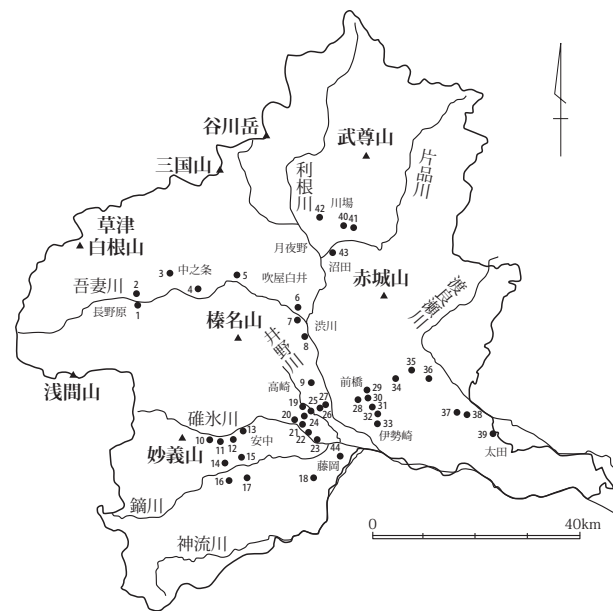 谷川岳
武尊山
三国山
利根川
片品川
川場
42
40
41
草津
白根山
月夜野
43
沼田
3
中之条
5
吹屋白井
赤城山
渡良瀬川
吾妻川
2
4
長野原
1
6
7
渋川
榛名山
8
井野川
浅間山
35
34
36
高崎
9
前橋
29
28
30
31
32
33
伊勢崎
37
38
39
太田
19
25
27
26
20
24
21
22
23
碓氷川
13
10
11
12
安中
妙義山
14
15
44
藤岡
16
17
18
鏑川
神流川
0
40km